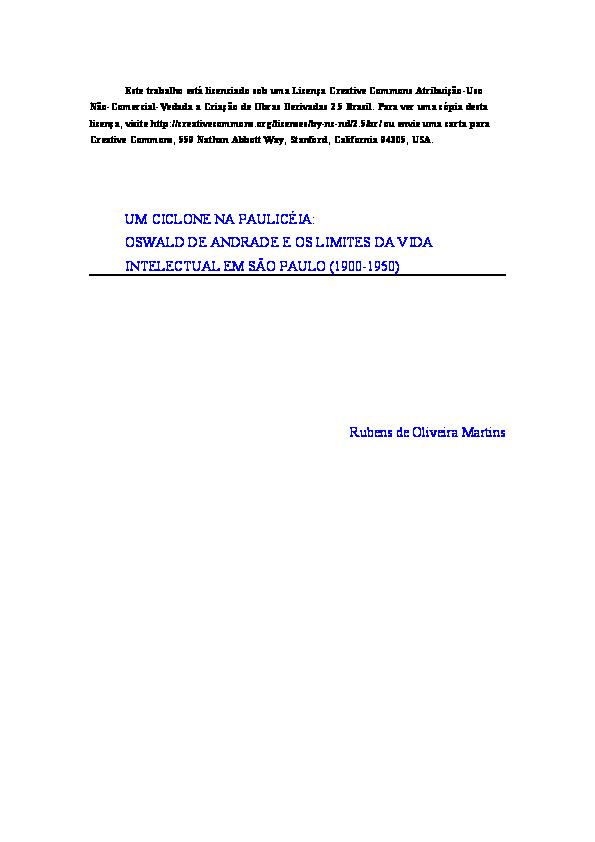 Este trabalho está licenciado sob uma Licença Creative Commons Atribuição-Uso
Não-Comercial-Vedada a Criação de Obras Derivadas 2.5 Brasil. Para ver uma cópia desta
licença, visite http://creativecommons.org/licenses/by-nc-nd/2.5/br/ ou envie uma carta para
Creative Commons, 559 Nathan Abbott Way, Stanford, California 94305, USA.
UM CICLONE NA PAULICÉIA:
OSWALD DE ANDRADE E OS LIMITES DA VIDA
INTELECTUAL EM SÃO PAULO (1900-1950)
Rubens de Oliveira Martins